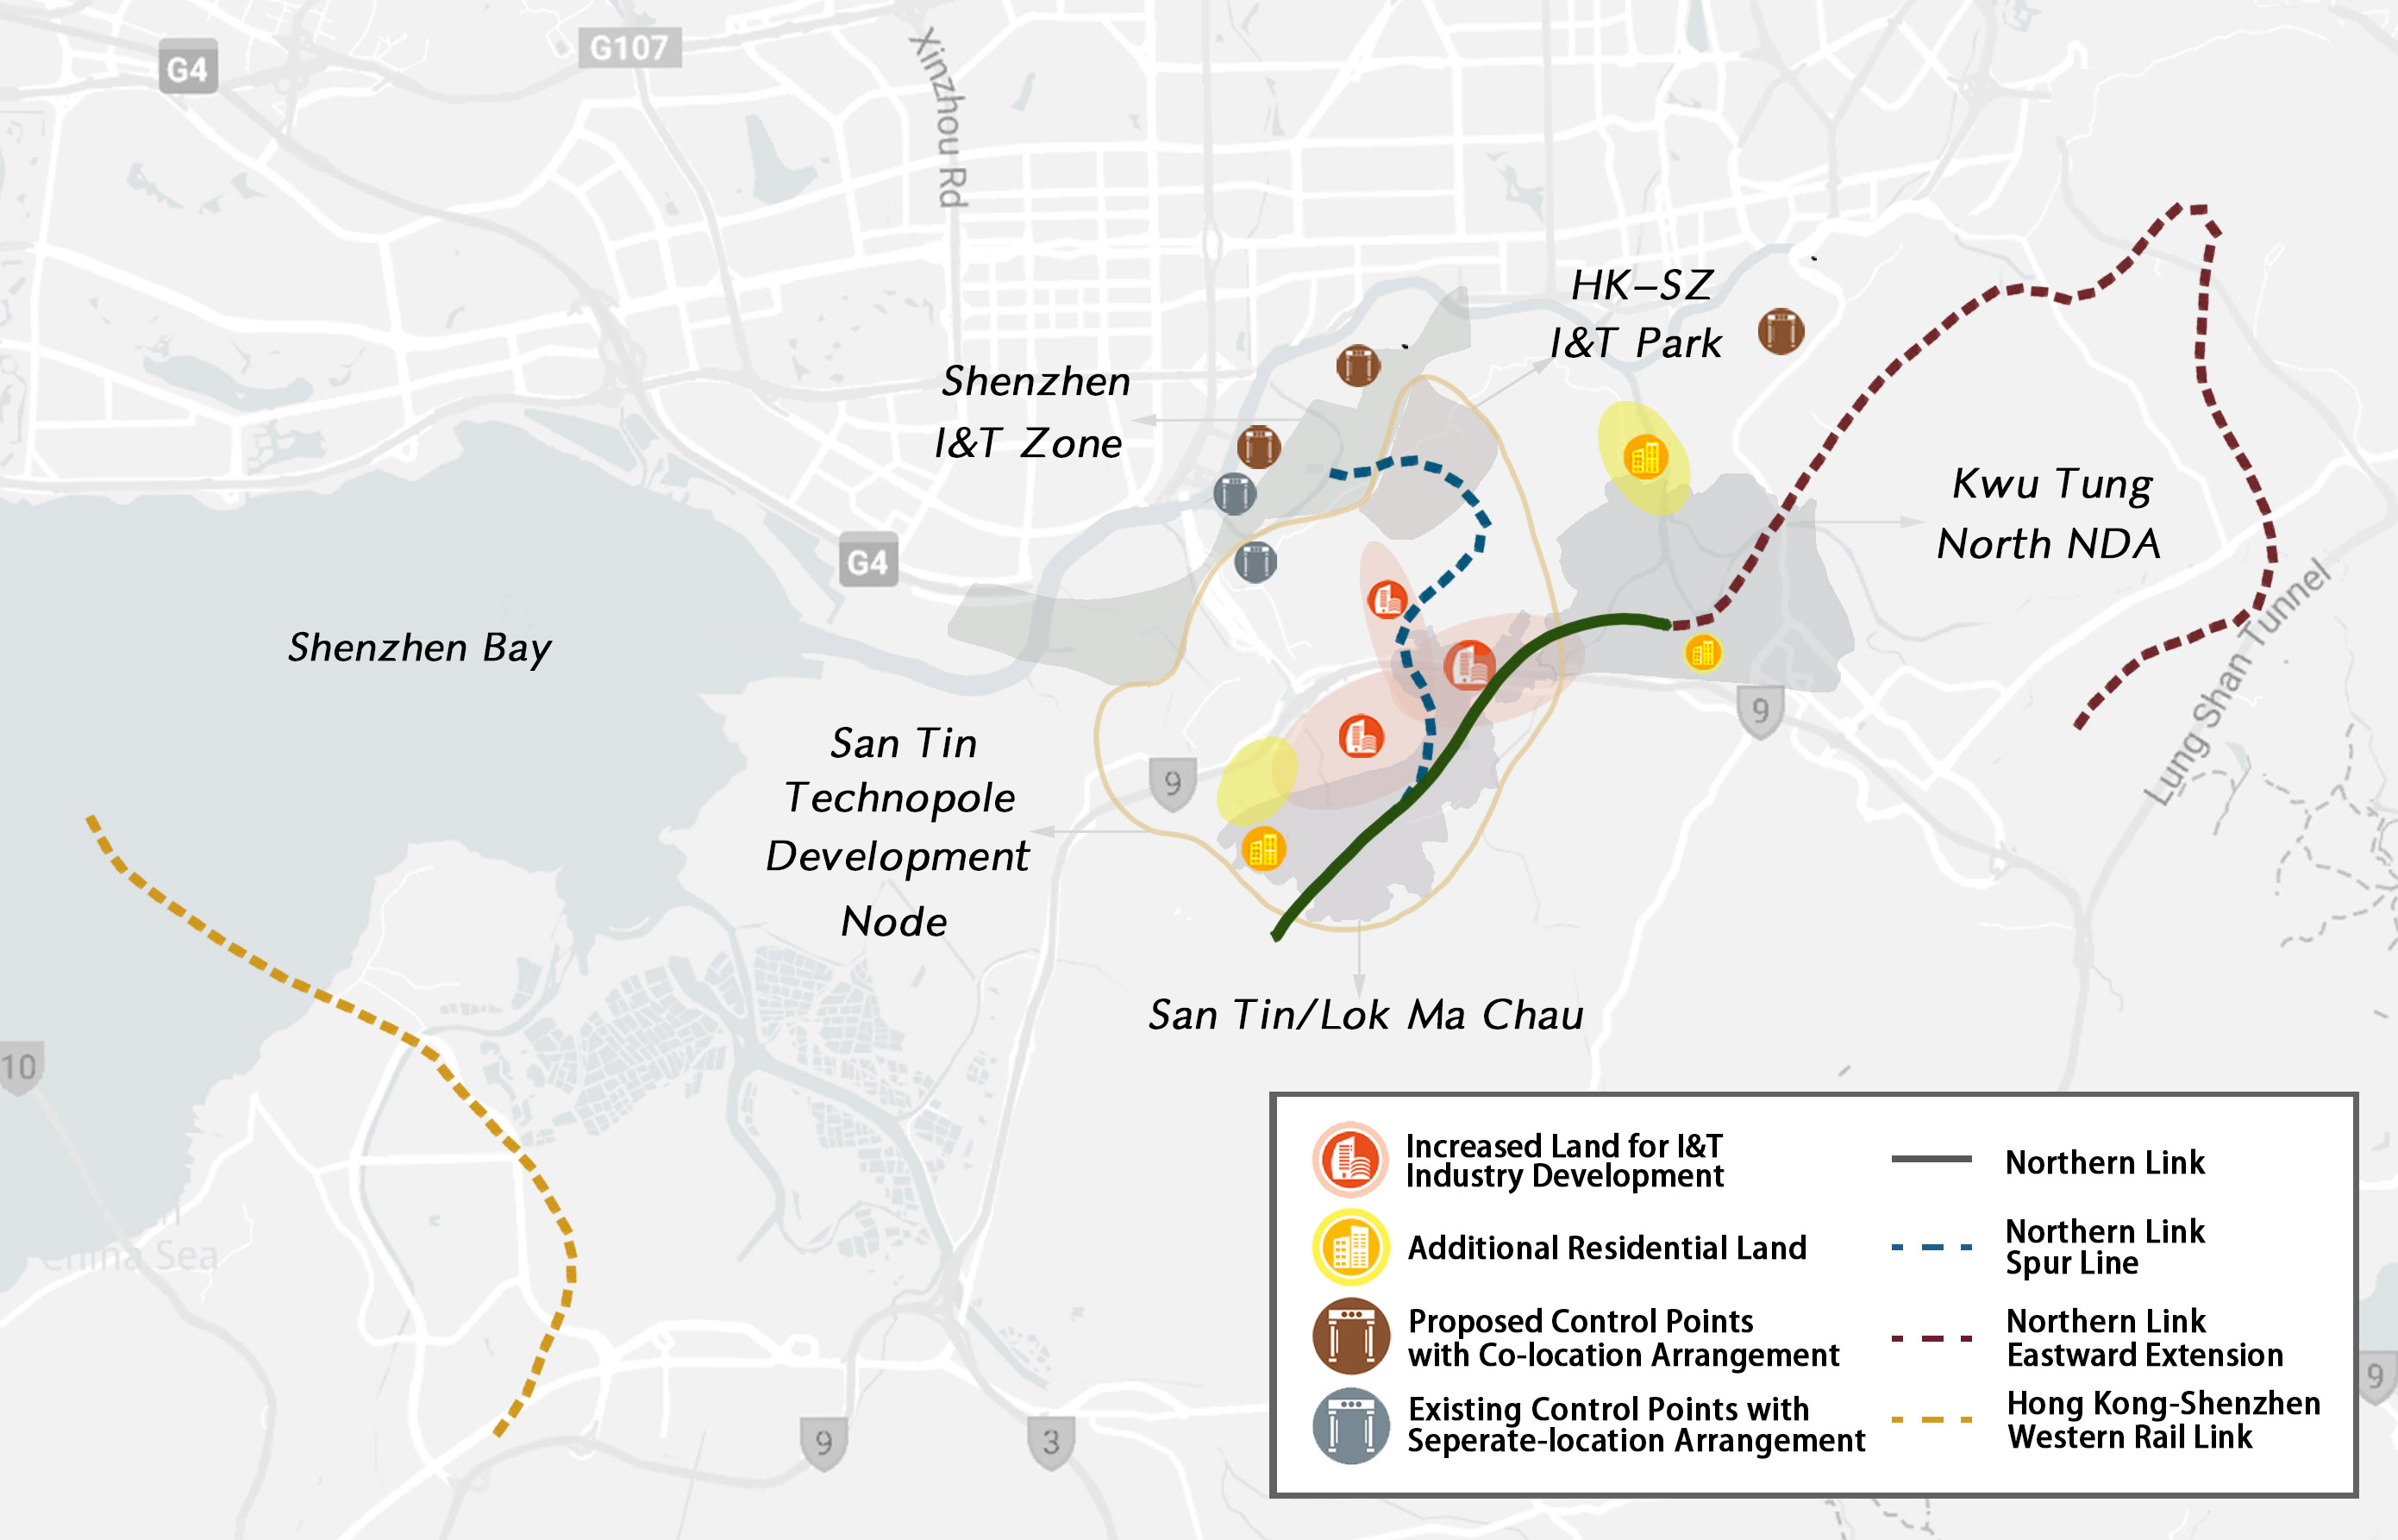 G4
G107
Xinzhou Rd
HK–SZ
I&T Park
Shenzhen
I&T Zone
Kwu Tung
North NDA
G4
Shenzhen Bay
Lung Shan Tunnel
9
San Tin
Technopole
Development
Node
9
San Tin/Lok Ma Chau
10
China Sea
9
3
9
Increased Land for I&T
Industry Development
Additional Residential Land
Proposed Control Points
with Co-location Arrangement
Existing Control Points with
Seperate-location Arrangement
Northern Link
Northern Link
Spur Line
Northern Link
Eastward Extension
Hong Kong-Shenzhen
Western Rail Link